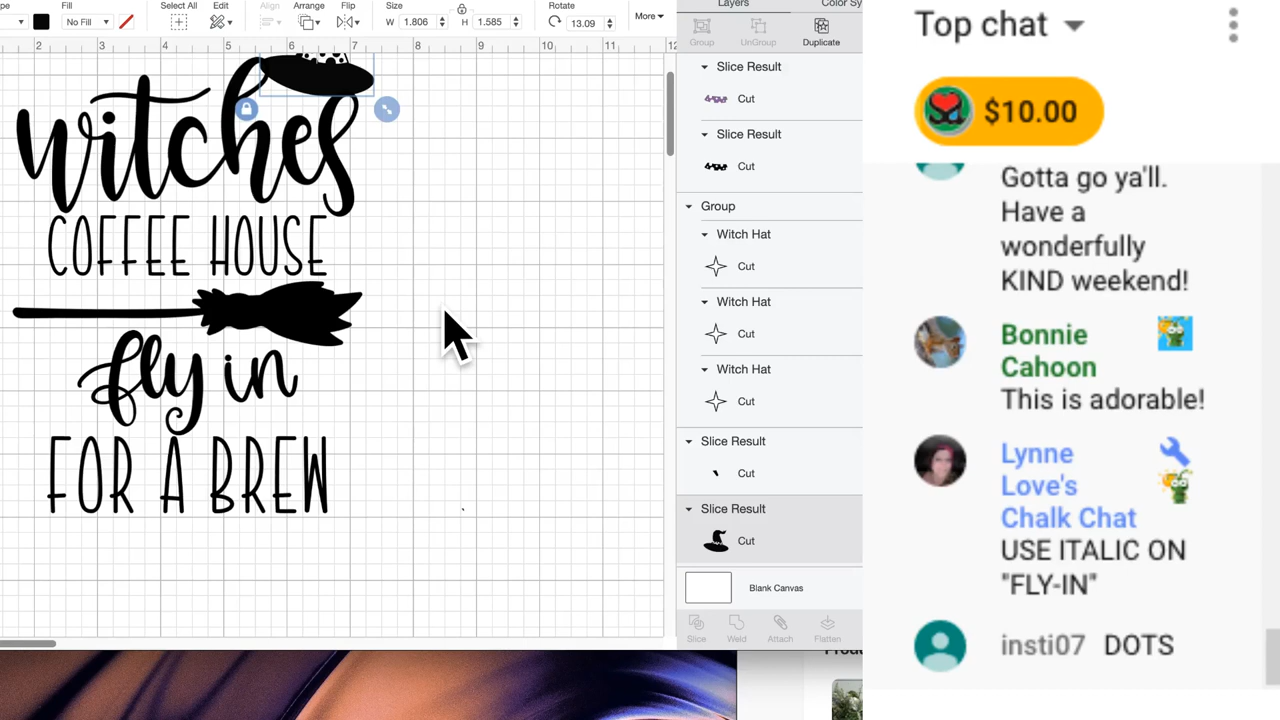 pe
Fill
Select All
Edit
Align
Arrange
Flip
Size
Rotate
No Fill
W 1.806
H 1.585
13.09
More
2 3 4 5 6 7 8 9 10 11 12
witches
COFFEE HOUSE
fly in
FOR A BREW
Layers
Color Sy
Group
UnGroup
Duplicate
Slice Result
Cut
Slice Result
Cut
Group
Witch Hat
Cut
Witch Hat
Cut
Witch Hat
Cut
Slice Result
Cut
Slice Result
Cut
Blank Canvas
Slice
Weld
Attach
Flatten
Top chat
$10.00
Gotta go ya'll.
Have a
wonderfully
KIND weekend!
Bonnie
Cahoon
This is adorable!
Lynne
Love's
Chalk Chat
USE ITALIC ON
"FLY-IN"
insti07 DOTS